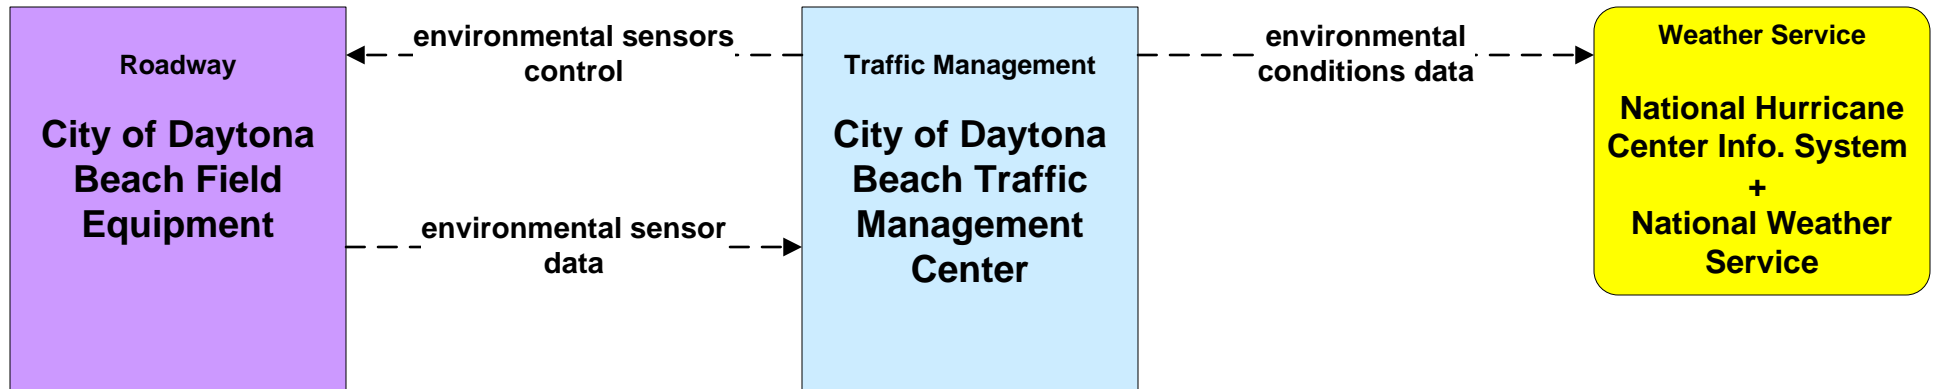 Roadway
City of Daytona
Beach Field
Equipment
environmental sensors
control
environmental sensor
data
Traffic Management
City of Daytona
Beach Traffic
Management
Center
environmental
conditions data
Weather Service
National Hurricane
Center Info. System
+
National Weather
Service